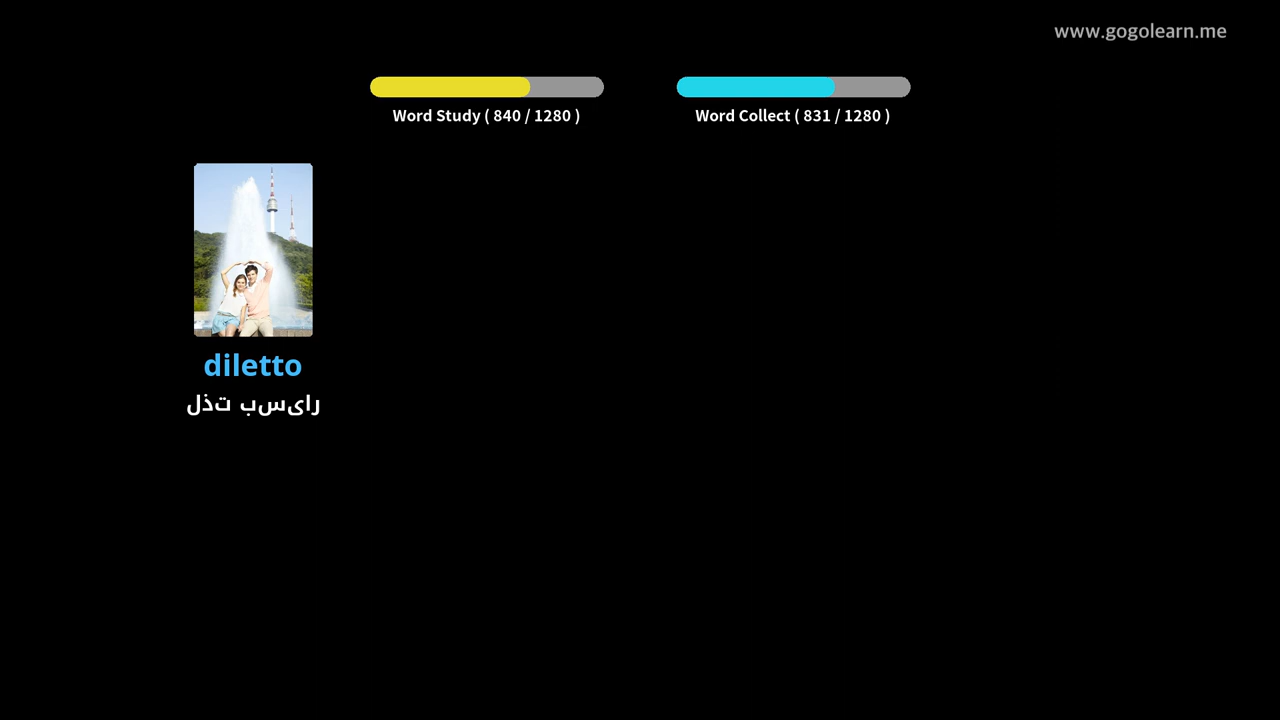 www.gogolearn.me
Word Study ( 840 / 1280 )
Word Collect ( 831 / 1280 )
diletto
رایسب تذل